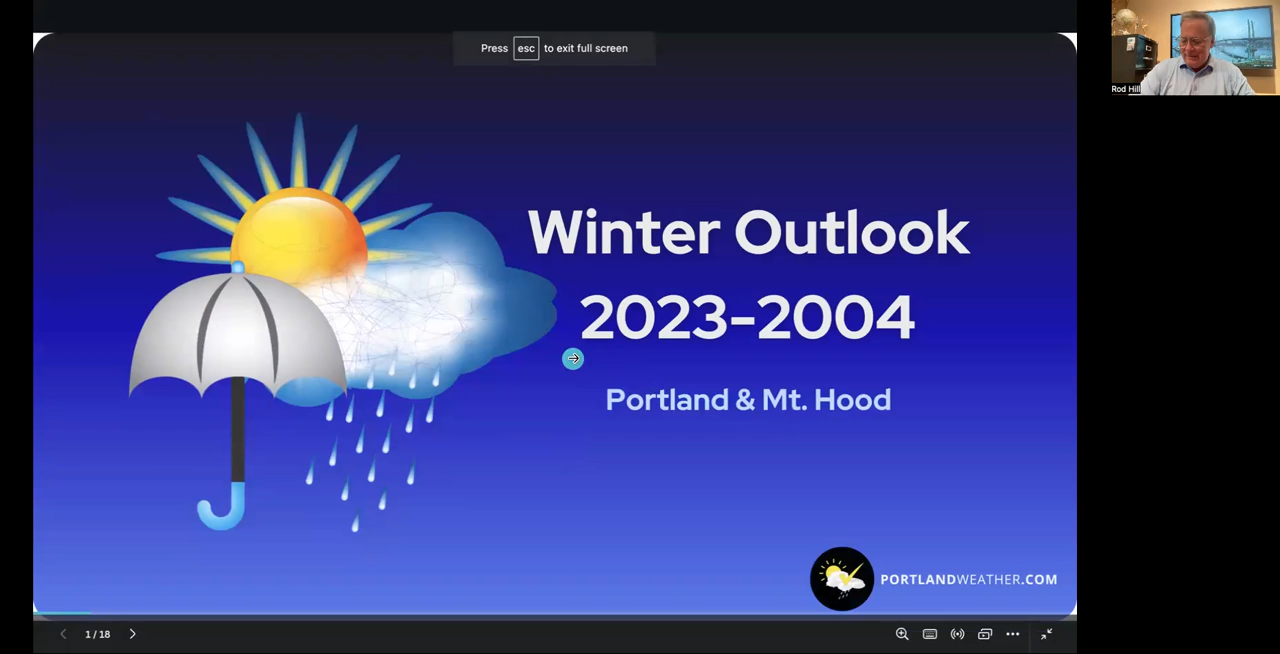 Press esc to exit full screen
Rod Hill
Winter Outlook
2023-2004
Portland & Mt. Hood
PORTLANDWEATHER.COM
1 / 18